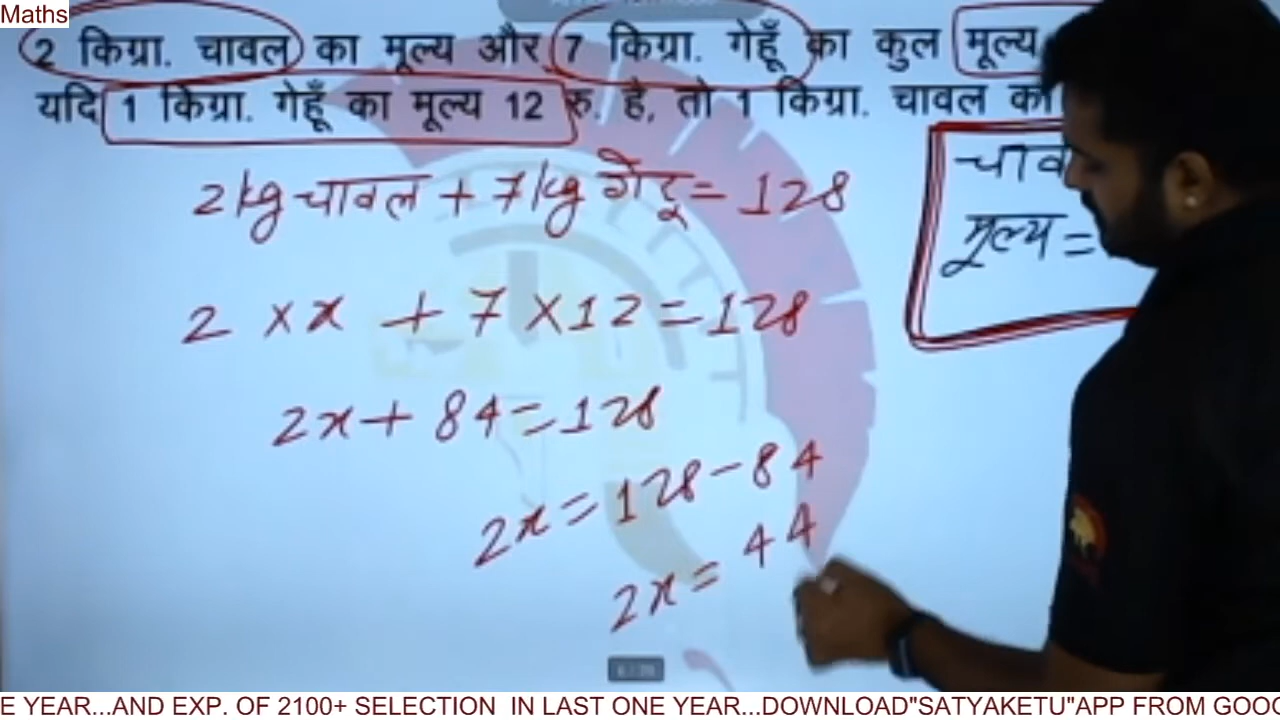 Maths
2 किग्रा. चावल का मूल्य और 7 किग्रा. गेहूँ का कुल मूल्य
यदि 1 किग्रा. गेहूँ का मूल्य 12 रु. है, तो 1 किग्रा. चावल का
2kg चावल + 7kg गेहू = 128
चाव
मूल्य =
2 × x + 7 × 12 = 128
2x + 84 = 128
2x = 128 - 84
2x = 44
E YEAR...AND EXP. OF 2100+ SELECTION IN LAST ONE YEAR...DOWNLOAD"SATYAKETU"APP FROM GOOG